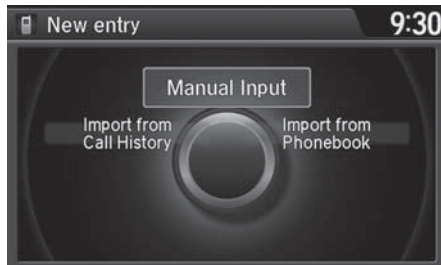 New entry
9:30
Manual Input
Import from
Call History
Import from
Phonebook